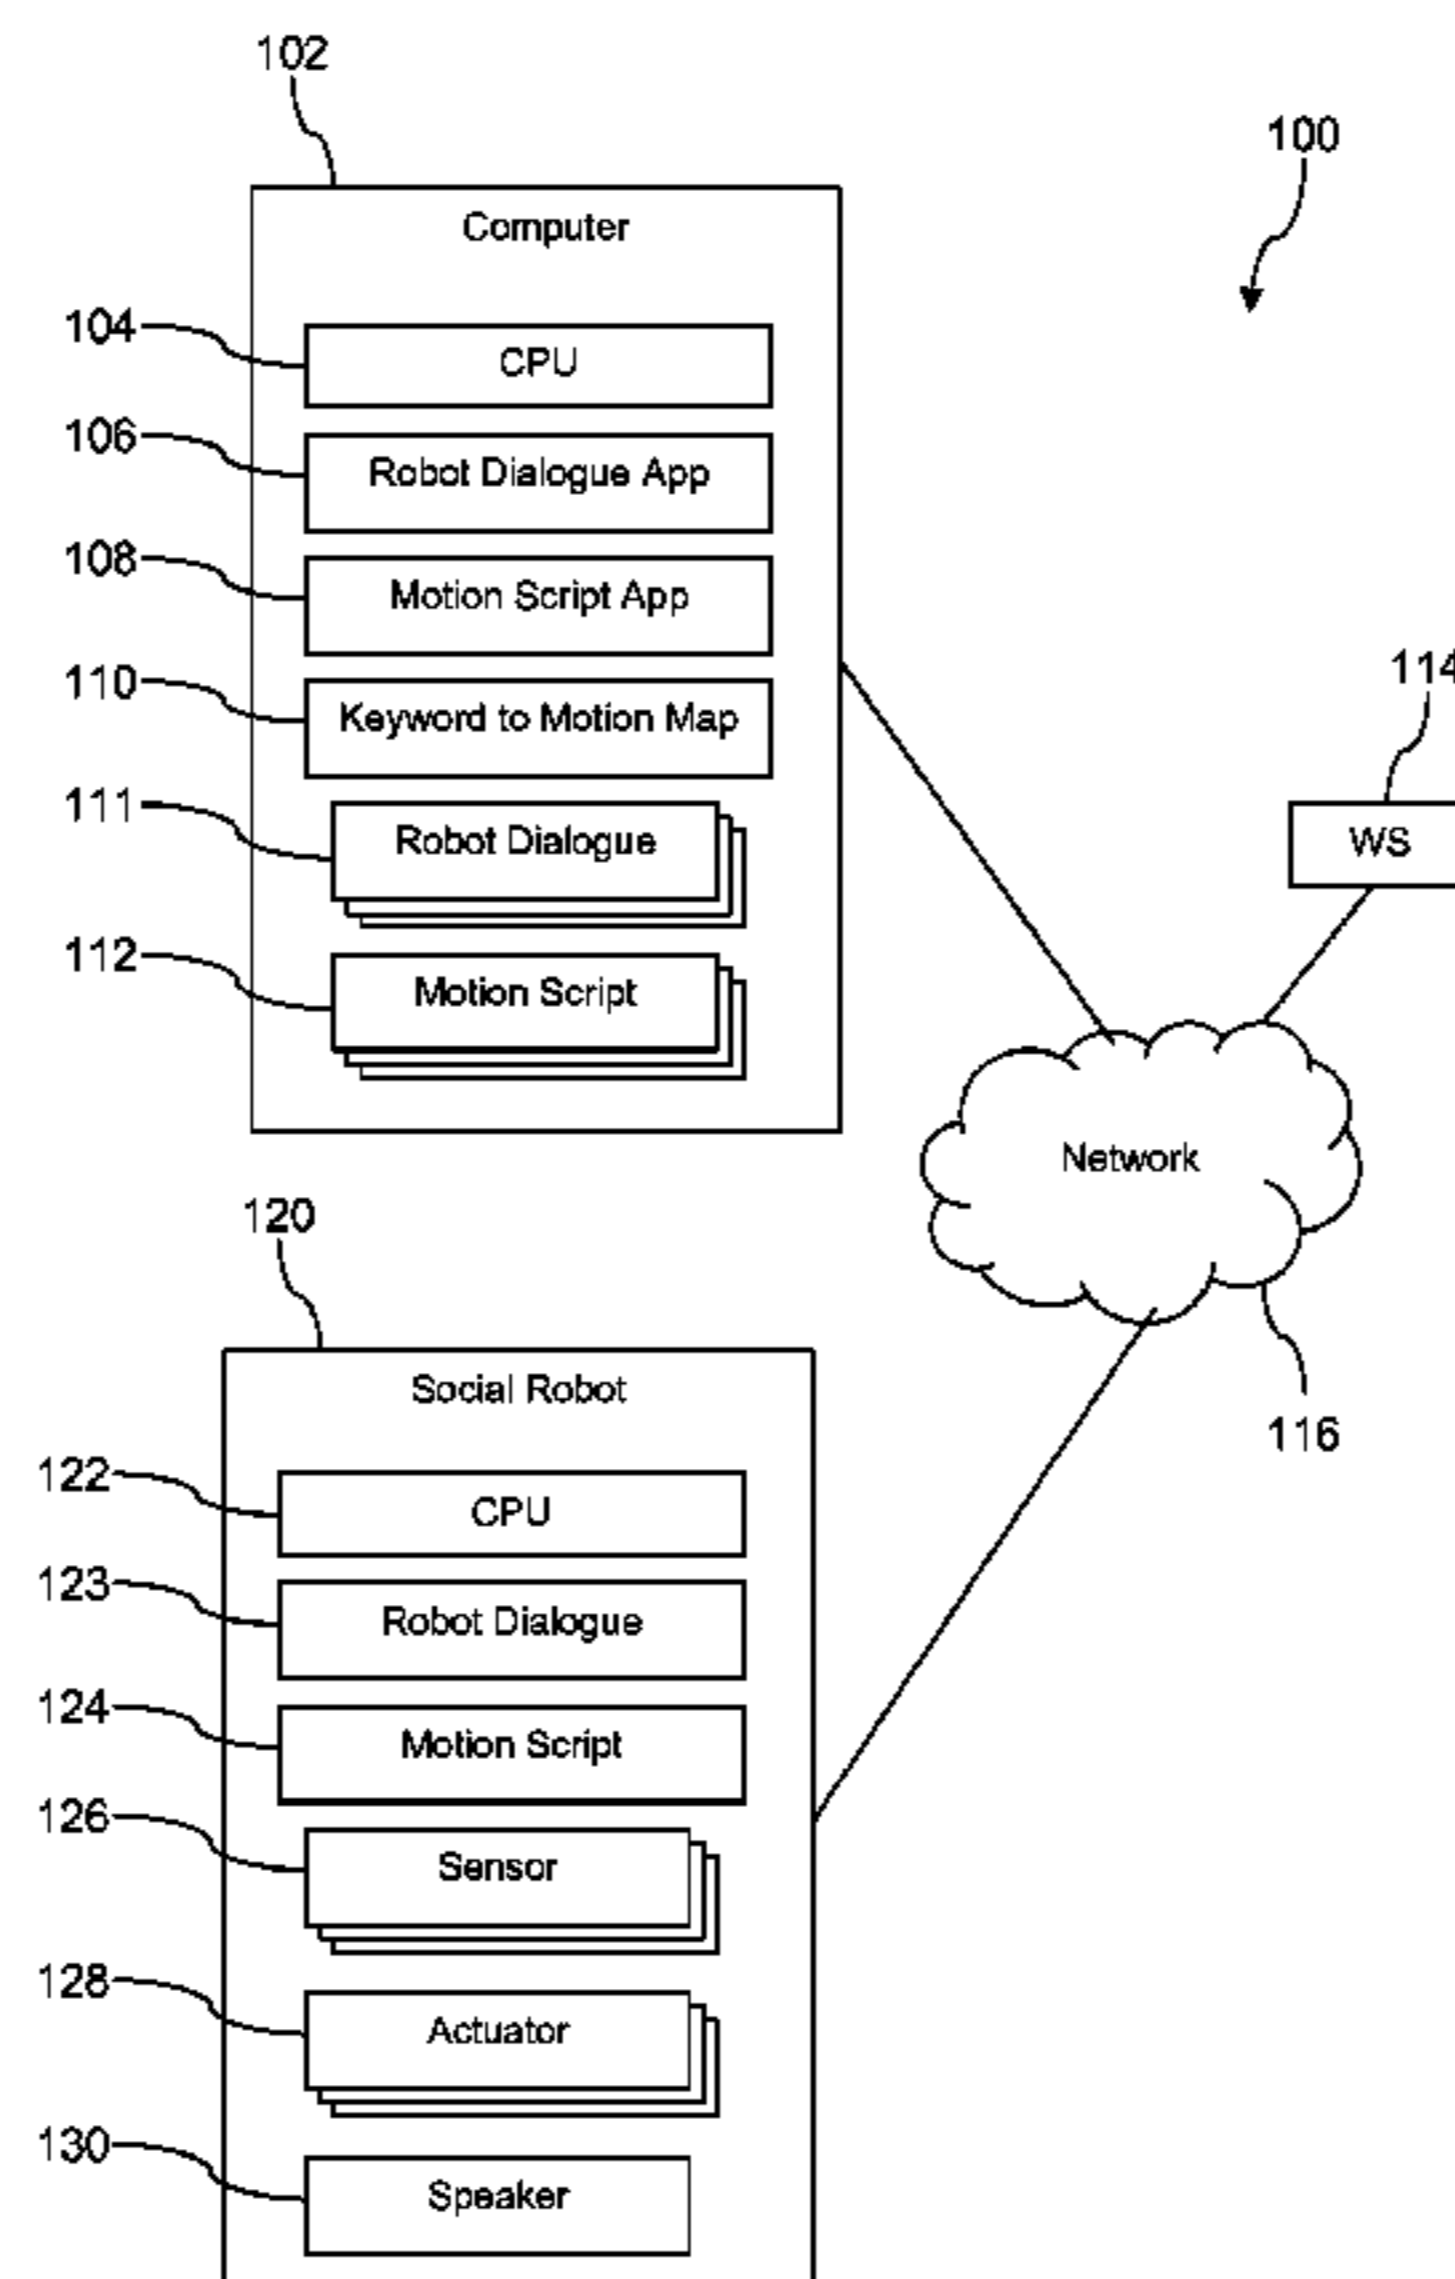 102
100
Computer
104
CPU
106
Robot Dialogue App
108
Motion Script App
110
Keyword to Motion Map
111
Robot Dialogue
112
Motion Script
114
WS
Network
116
120
Social Robot
122
CPU
123
Robot Dialogue
124
Motion Script
126
Sensor
128
Actuator
130
Speaker